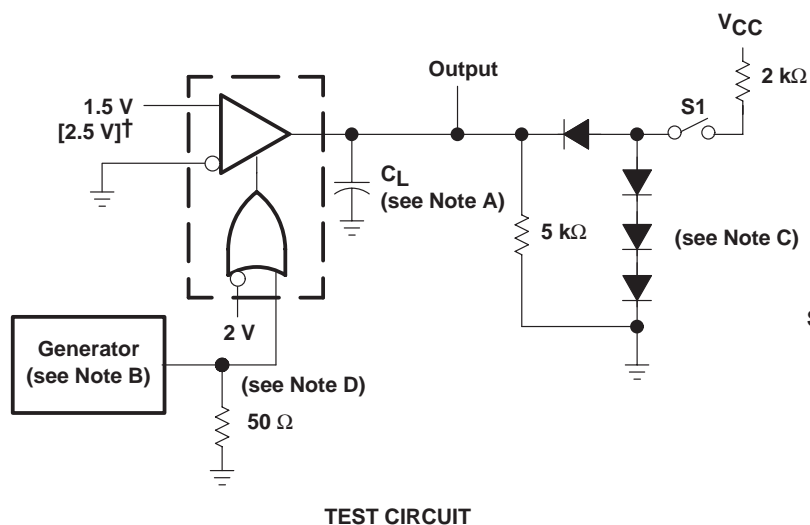 VCC
2 kΩ
Output
S1
1.5 V
[2.5 V]†
CL
(see Note A)
5 kΩ
(see Note C)
2 V
S
Generator
(see Note B)
(see Note D)
50 Ω
TEST CIRCUIT